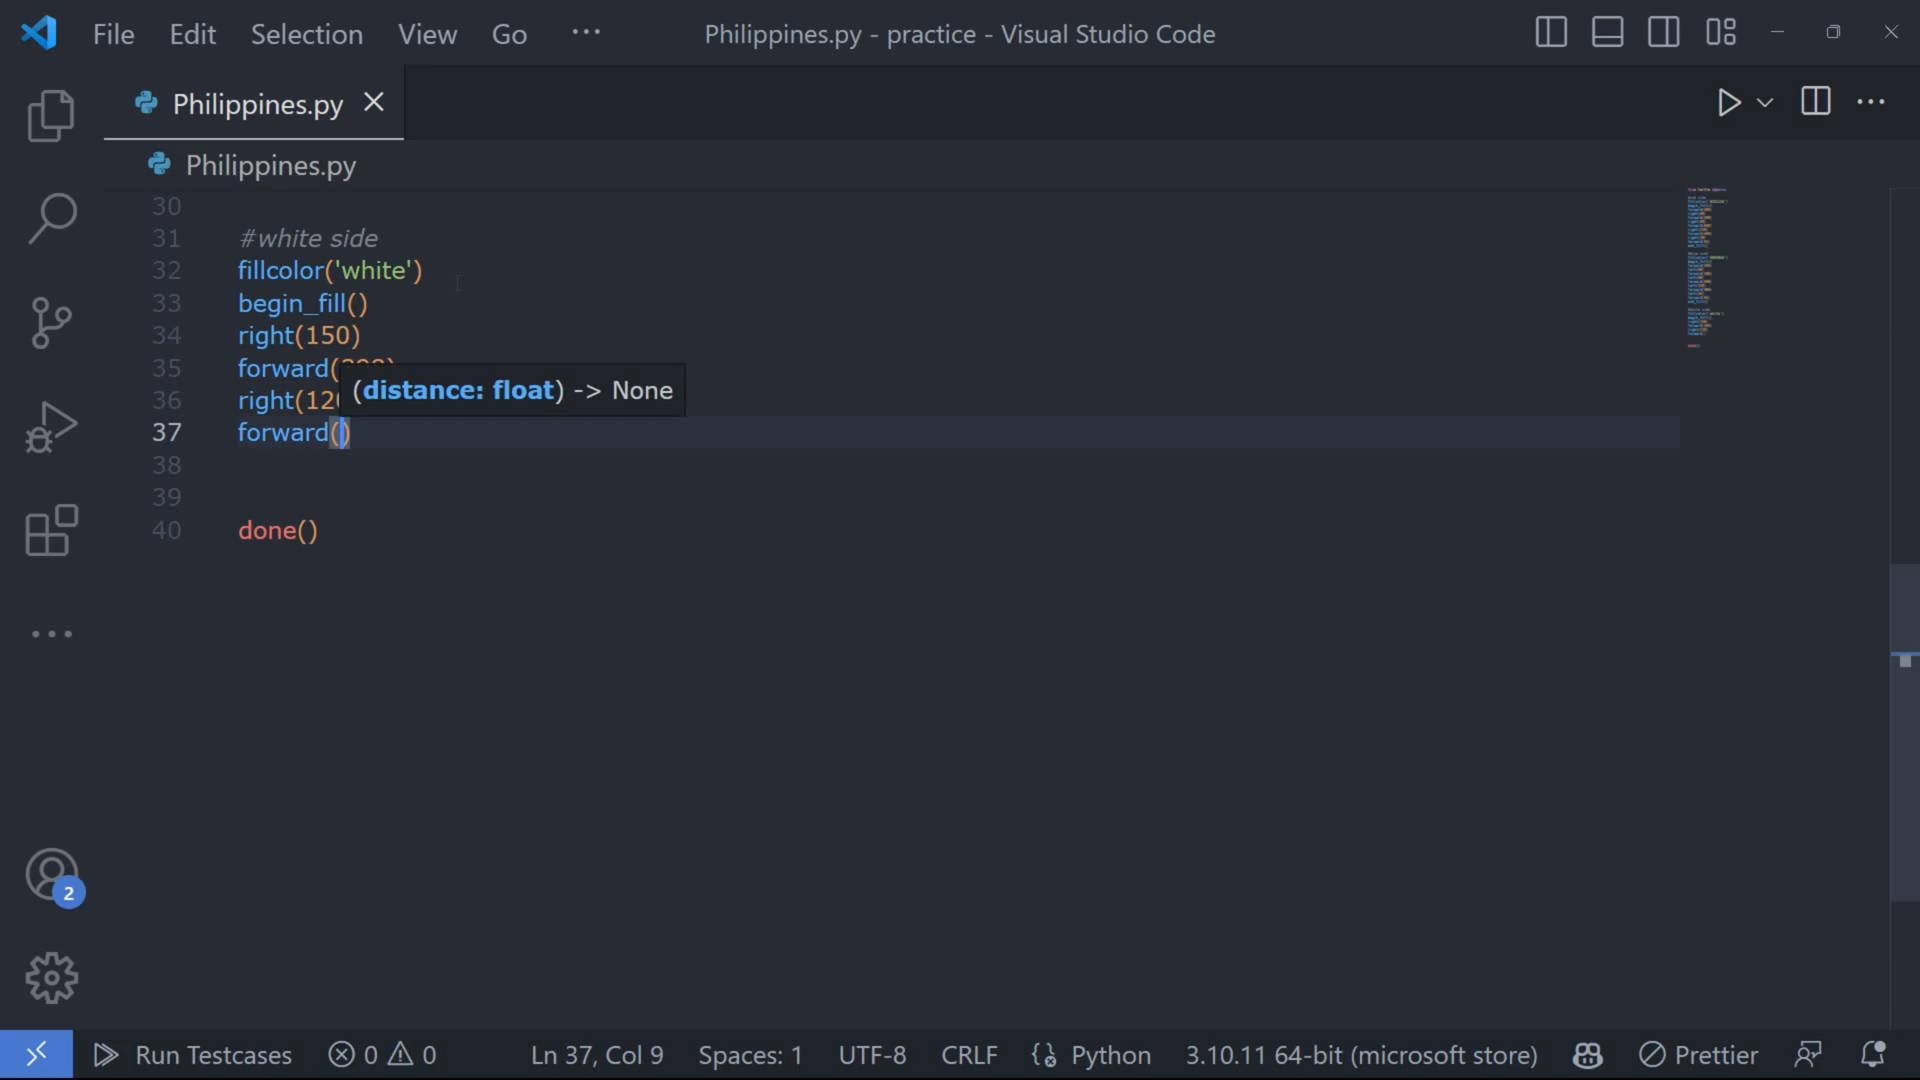 File Edit Selection View Go ··· Philippines.py - practice - Visual Studio Code
Philippines.py
Philippines.py
30
31 #white side
32 fillcolor('white')
33 begin_fill()
34 right(150)
35 forward(
36 right(12
(distance: float) -> None
37 forward()
38
39
40 done()
2
Run Testcases 0 0 Ln 37, Col 9 Spaces: 1 UTF-8 CRLF Python 3.10.11 64-bit (microsoft store) Prettier